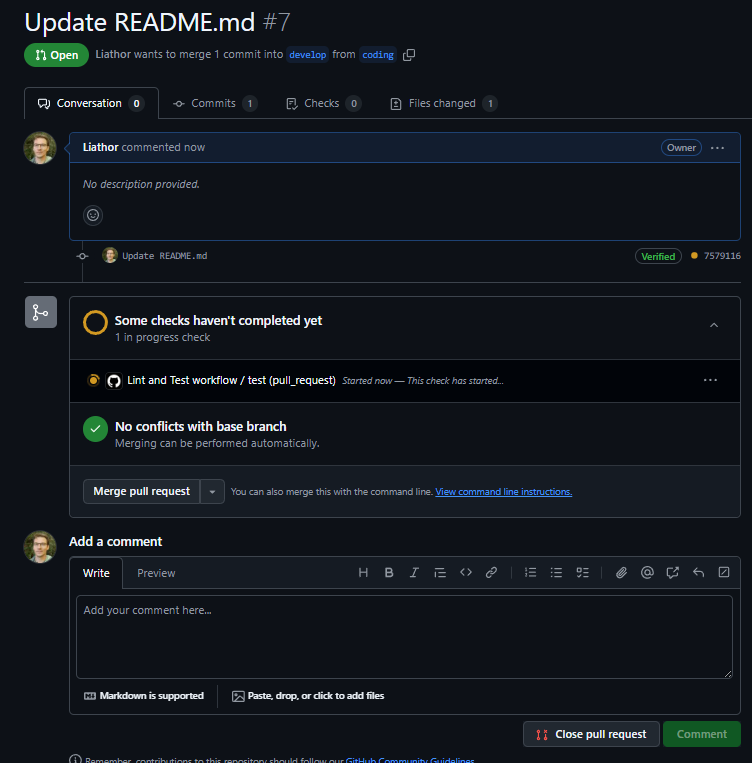 Update README.md #7
Open Liathor wants to merge 1 commit into develop from coding
Conversation 0 Commits 1 Checks 0 Files changed 1
Liathor commented now Owner
No description provided.
Update README.md Verified 7579116
Some checks haven't completed yet
1 in progress check
Lint and Test workflow / test (pull_request) Started now — This check has started...
No conflicts with base branch
Merging can be performed automatically.
Merge pull request You can also merge this with the command line. View command line instructions.
Add a comment
Write Preview
Add your comment here...
Markdown is supported Paste, drop, or click to add files
Close pull request Comment
Remember, contributions to this repository should follow our GitHub Community Guidelines.